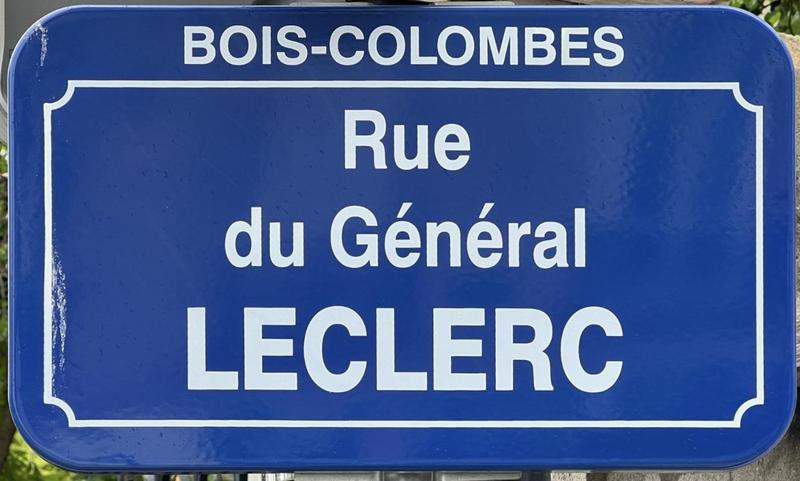 BOIS-COLOMBES
Rue
du Général
LECLERC